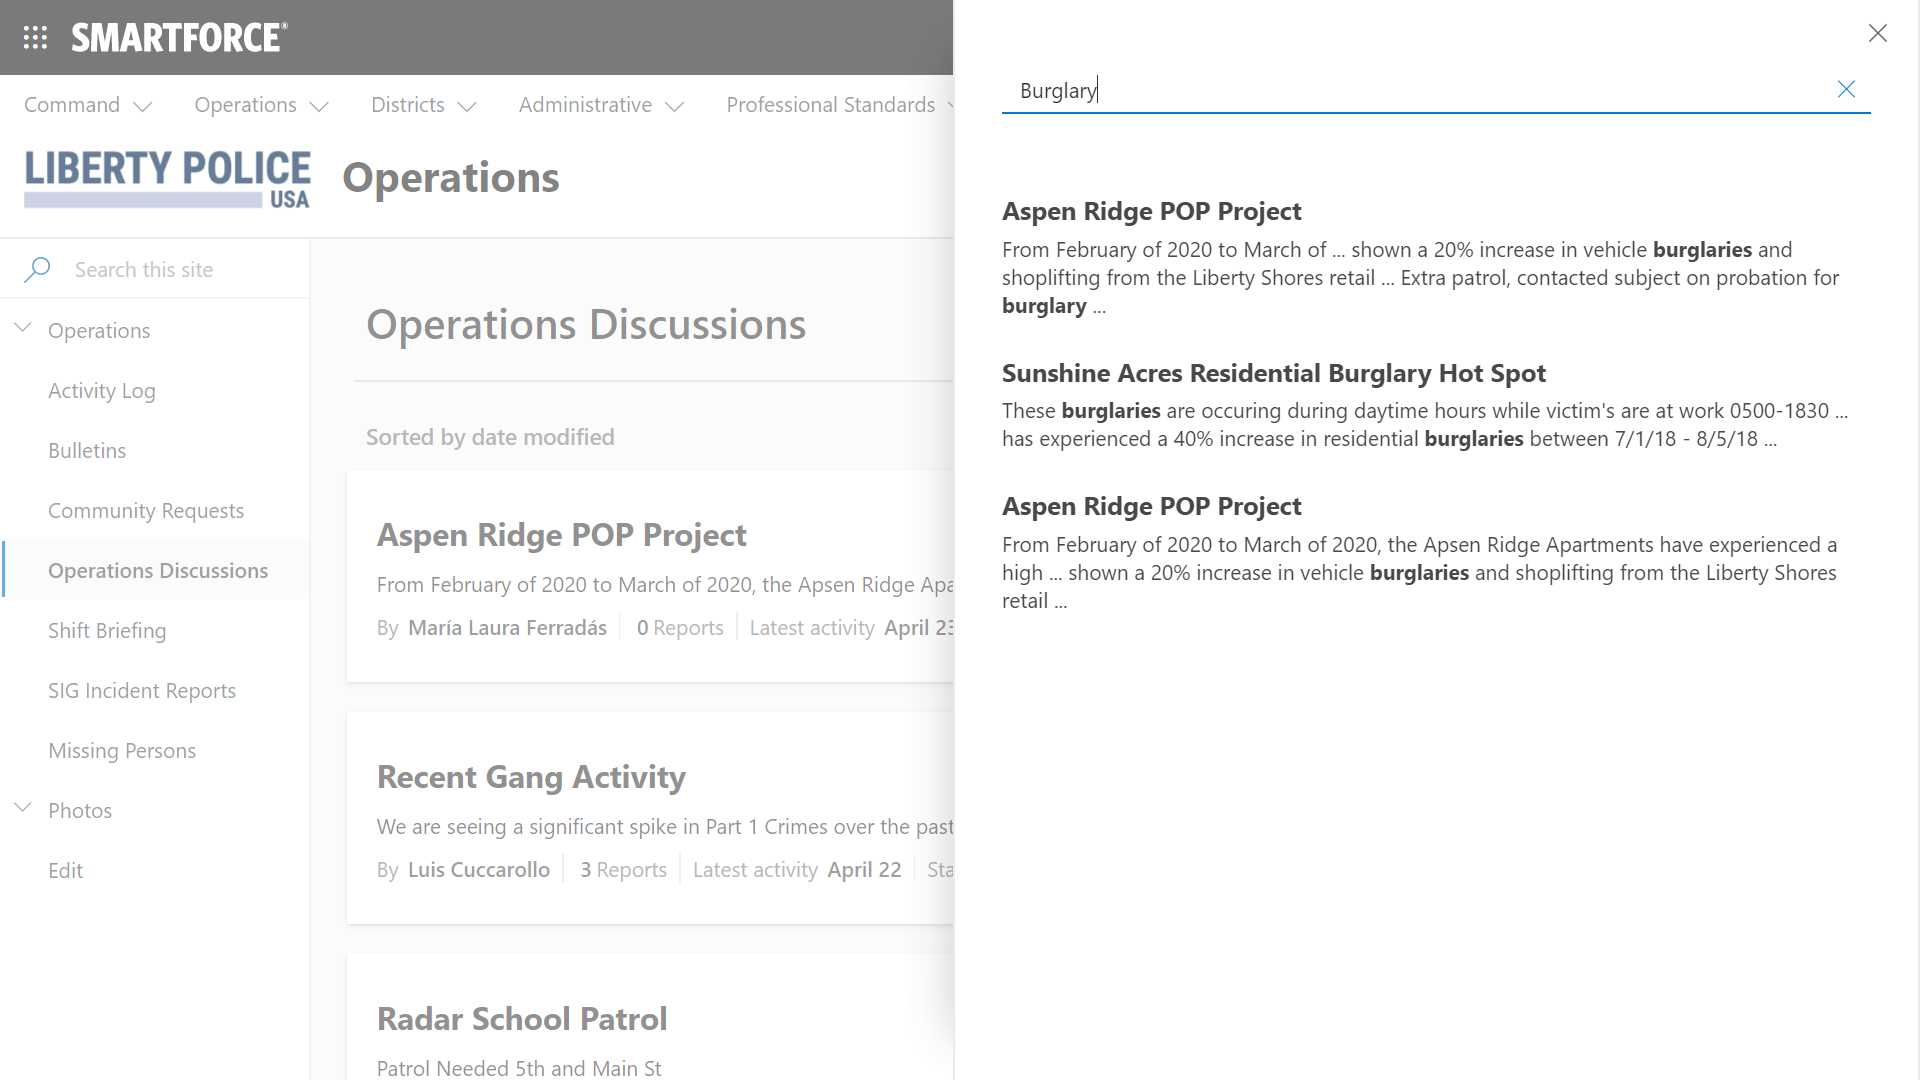 SMARTFORCE®
Command
Operations
Districts
Administrative
Professional Standards
LIBERTY POLICE
USA
Operations
Search this site
Operations
Activity Log
Bulletins
Community Requests
Operations Discussions
Shift Briefing
SIG Incident Reports
Missing Persons
Photos
Edit
Operations Discussions
Sorted by date modified
Aspen Ridge POP Project
From February of 2020 to March of 2020, the Apsen Ridge Apa
By María Laura Ferradás 0 Reports Latest activity April 23
Recent Gang Activity
We are seeing a significant spike in Part 1 Crimes over the past
By Luis Cuccarollo 3 Reports Latest activity April 22 Sta
Radar School Patrol
Patrol Needed 5th and Main St
Burglary
Aspen Ridge POP Project
From February of 2020 to March of ... shown a 20% increase in vehicle burglaries and
shoplifting from the Liberty Shores retail ... Extra patrol, contacted subject on probation for
burglary ...
Sunshine Acres Residential Burglary Hot Spot
These burglaries are occuring during daytime hours while victim's are at work 0500-1830 ...
has experienced a 40% increase in residential burglaries between 7/1/18 - 8/5/18 ...
Aspen Ridge POP Project
From February of 2020 to March of 2020, the Apsen Ridge Apartments have experienced a
high ... shown a 20% increase in vehicle burglaries and shoplifting from the Liberty Shores
retail ...